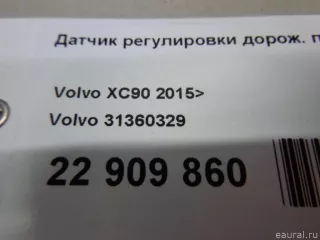 Датчик регулировки дорож.
Volvo XC90 2015>
Volvo 31360329
22 909 860
eaural.ru